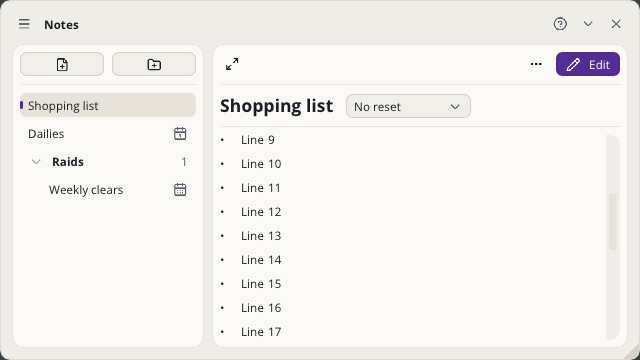 Notes
Edit
Shopping list
No reset
Shopping list
Dailies
Raids 1
Weekly clears
Line 9
Line 10
Line 11
Line 12
Line 13
Line 14
Line 15
Line 16
Line 17